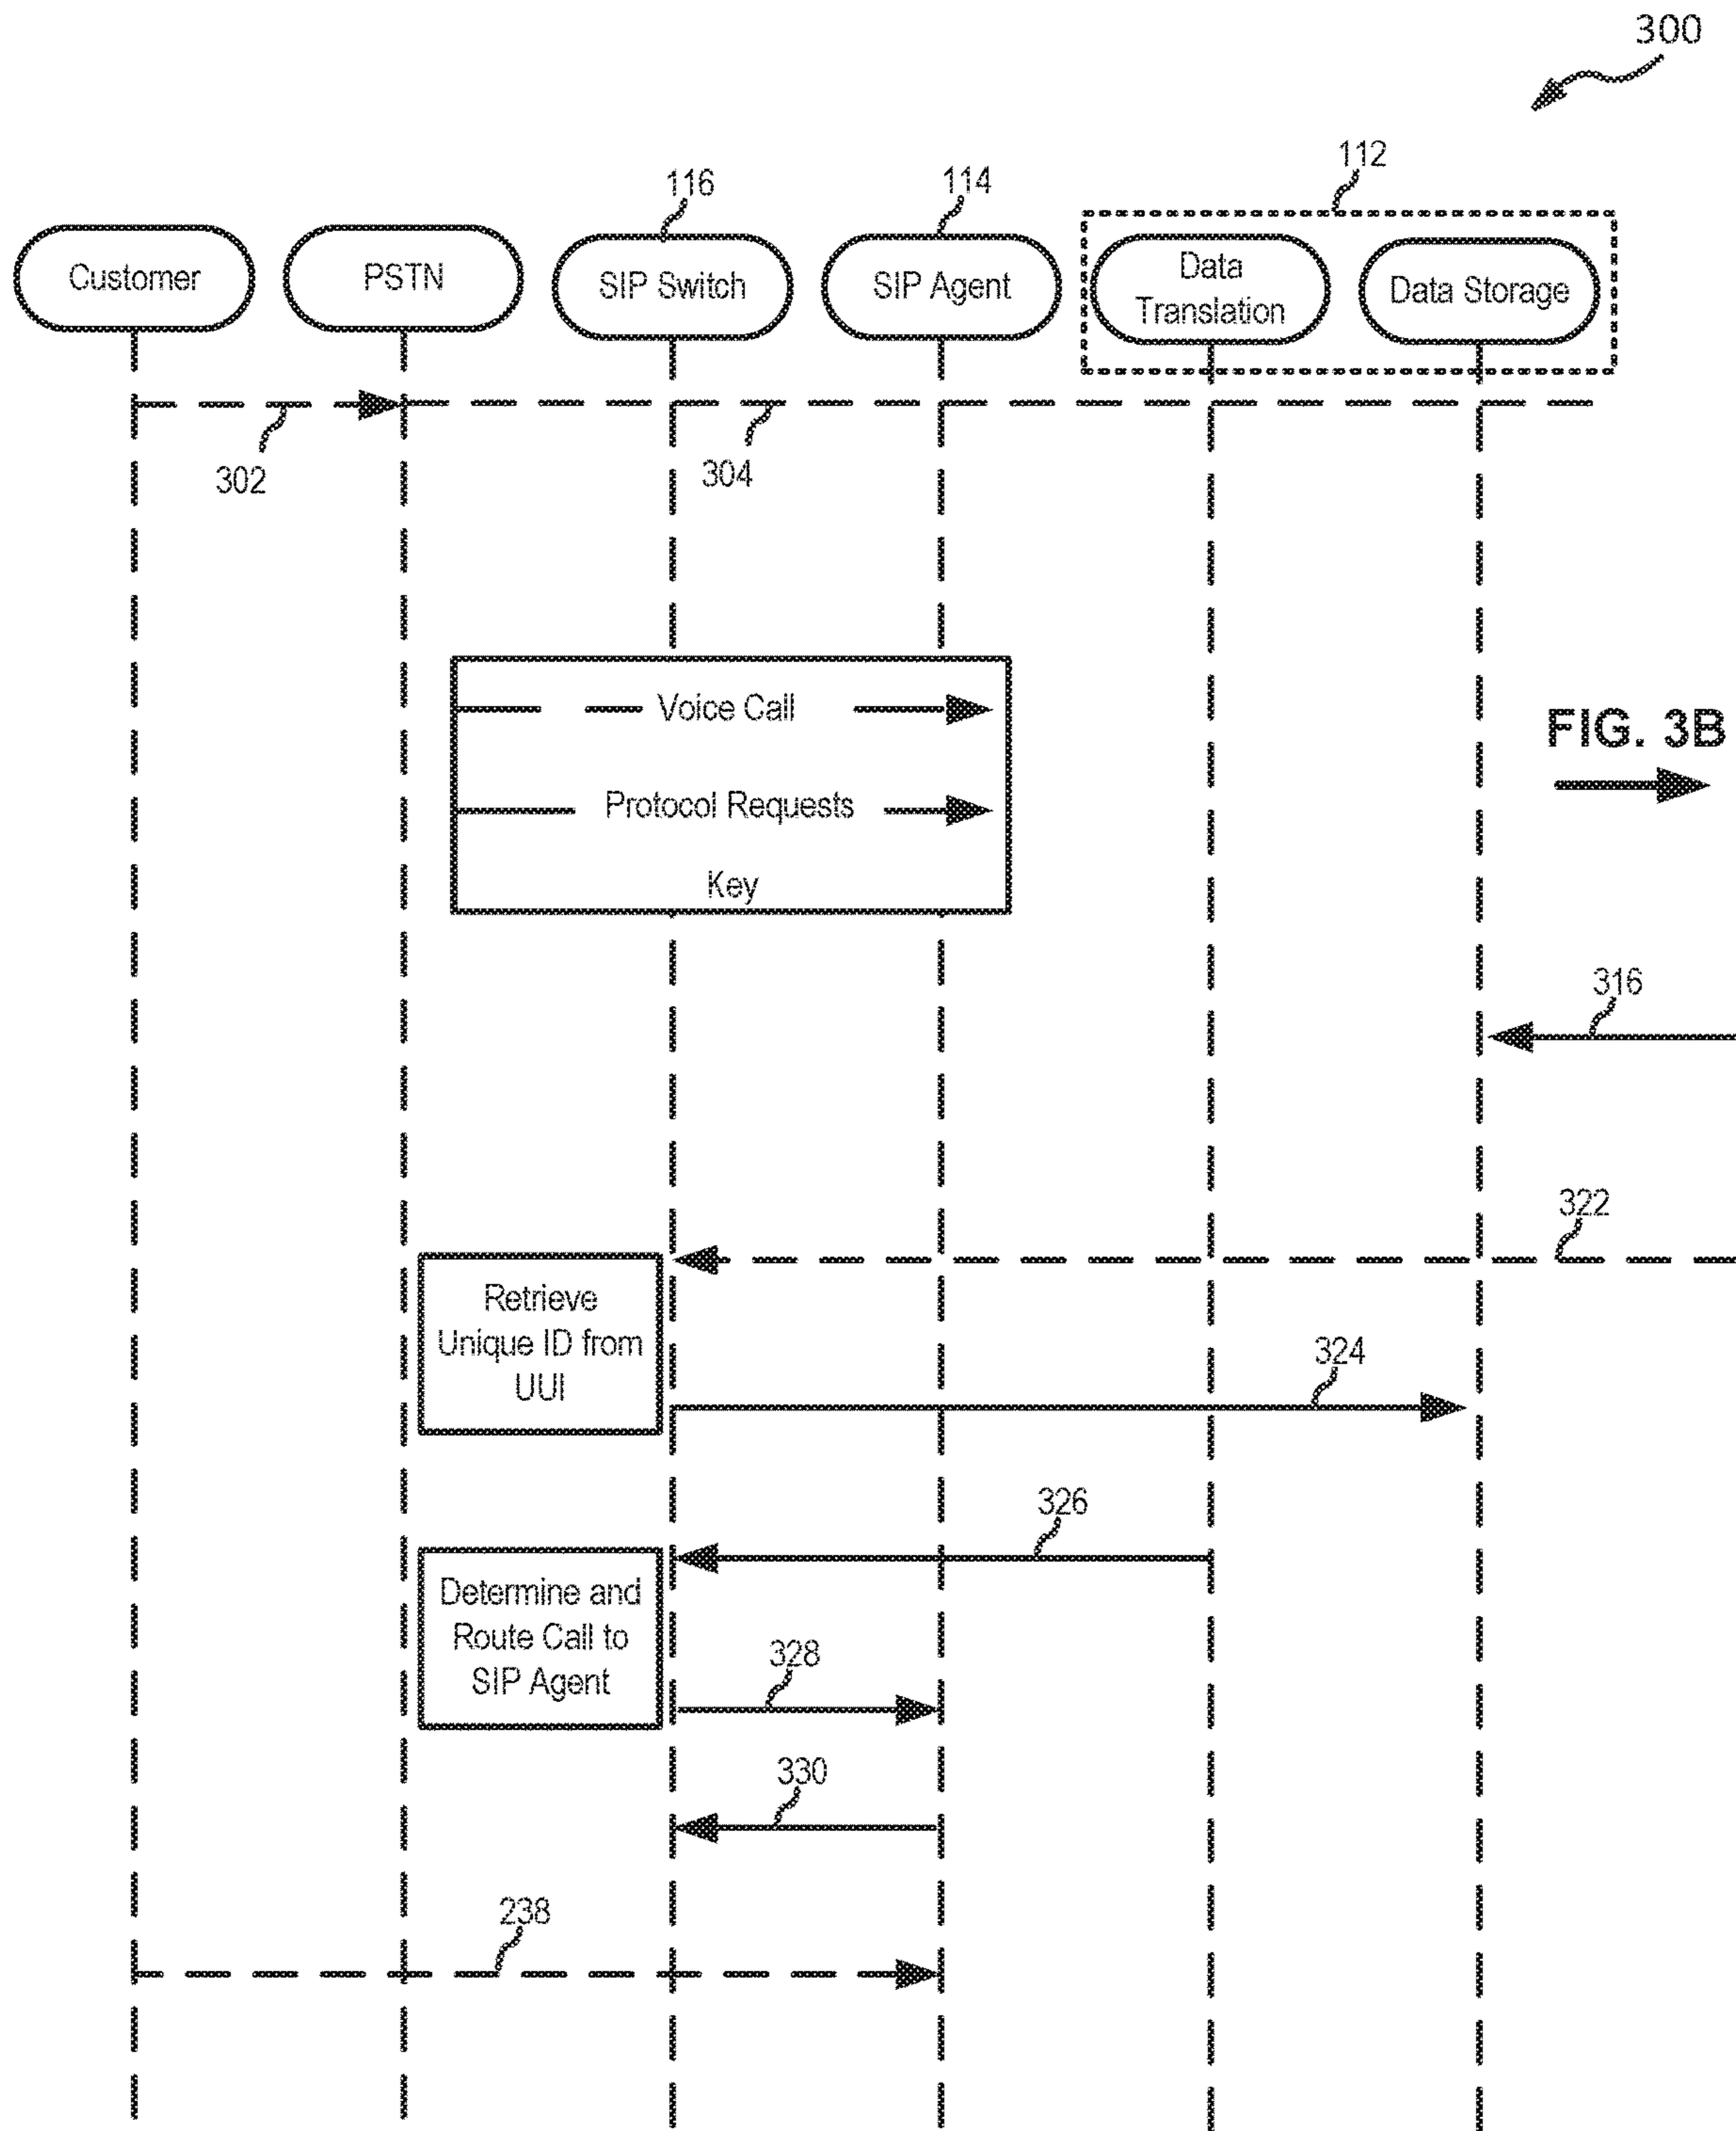 300
112
116
114
Customer
PSTN
SIP Switch
SIP Agent
Data
Translation
Data Storage
302
304
Voice Call
Protocol Requests
Key
FIG. 3B
316
322
Retrieve
Unique ID from
UUI
324
326
Determine and
Route Call to
SIP Agent
328
330
238